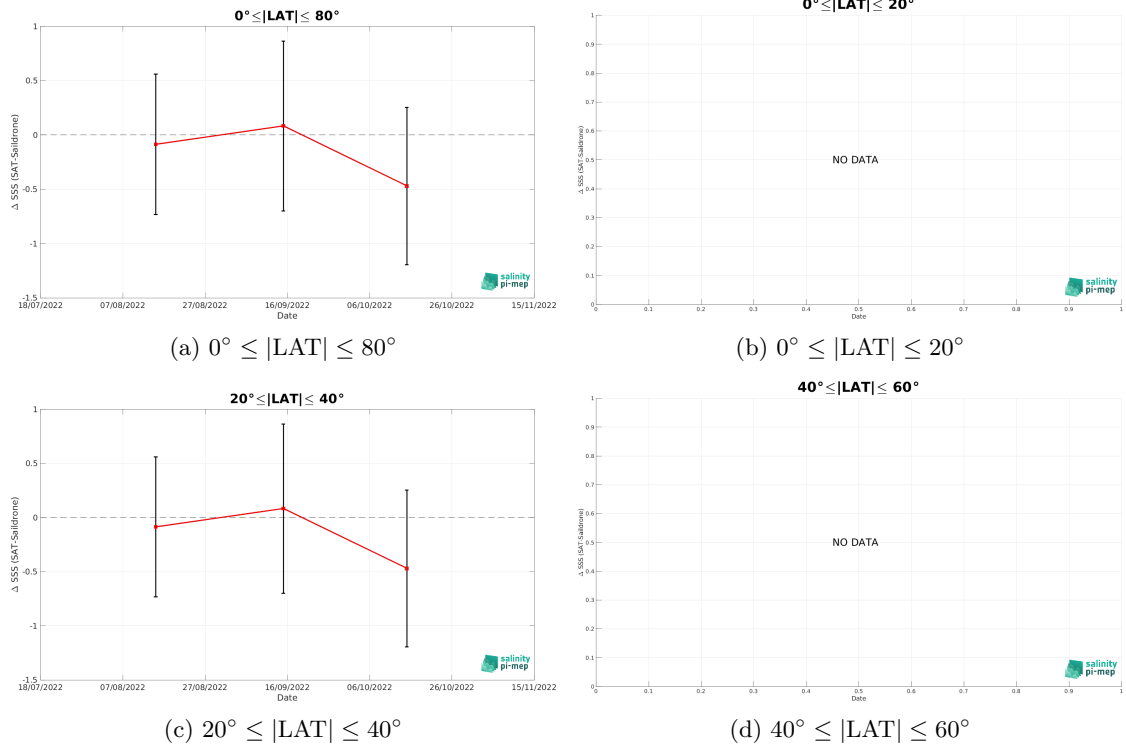 0°≤|LAT|≤ 80°
1
0.5
0
-0.5
-1
-1.5
Δ SSS (SAT-Saildrone)
18/07/2022 07/08/2022 27/08/2022 16/09/2022 06/10/2022 26/10/2022 15/11/2022
Date
salinity
pi-mep
(a) 0° ≤ |LAT| ≤ 80°
0°≤|LAT|≤ 20°
1
0.9
0.8
0.7
0.6
0.5
0.4
0.3
0.2
0.1
0
Δ SSS (SAT-Saildrone)
NO DATA
0 0.1 0.2 0.3 0.4 0.5 0.6 0.7 0.8 0.9 1
Date
salinity
pi-mep
(b) 0° ≤ |LAT| ≤ 20°
20°≤|LAT|≤ 40°
1
0.5
0
-0.5
-1
-1.5
Δ SSS (SAT-Saildrone)
18/07/2022 07/08/2022 27/08/2022 16/09/2022 06/10/2022 26/10/2022 15/11/2022
Date
salinity
pi-mep
(c) 20° ≤ |LAT| ≤ 40°
40°≤|LAT|≤ 60°
1
0.9
0.8
0.7
0.6
0.5
0.4
0.3
0.2
0.1
0
Δ SSS (SAT-Saildrone)
NO DATA
0 0.1 0.2 0.3 0.4 0.5 0.6 0.7 0.8 0.9 1
Date
salinity
pi-mep
(d) 40° ≤ |LAT| ≤ 60°